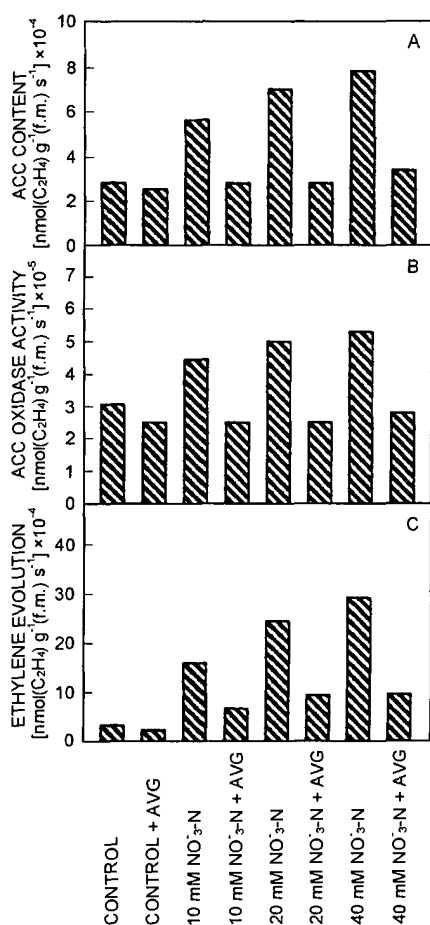 A
ACC CONTENT
[nmol(C₂H₄) g⁻¹(f.m.) s⁻¹] ×10⁻⁴
10
8
6
4
2
0
B
ACC OXIDASE ACTIVITY
[nmol(C₂H₄) g⁻¹(f.m.) s⁻¹] ×10⁻⁵
7
6
5
4
3
2
1
0
C
ETHYLENE EVOLUTION
[nmol(C₂H₄) g⁻¹(f.m.) s⁻¹] ×10⁻⁴
40
30
20
10
0
CONTROL
CONTROL + AVG
10 mM NO⁻₃-N
10 mM NO⁻₃-N + AVG
20 mM NO⁻₃-N
20 mM NO⁻₃-N + AVG
40 mM NO⁻₃-N
40 mM NO⁻₃-N + AVG